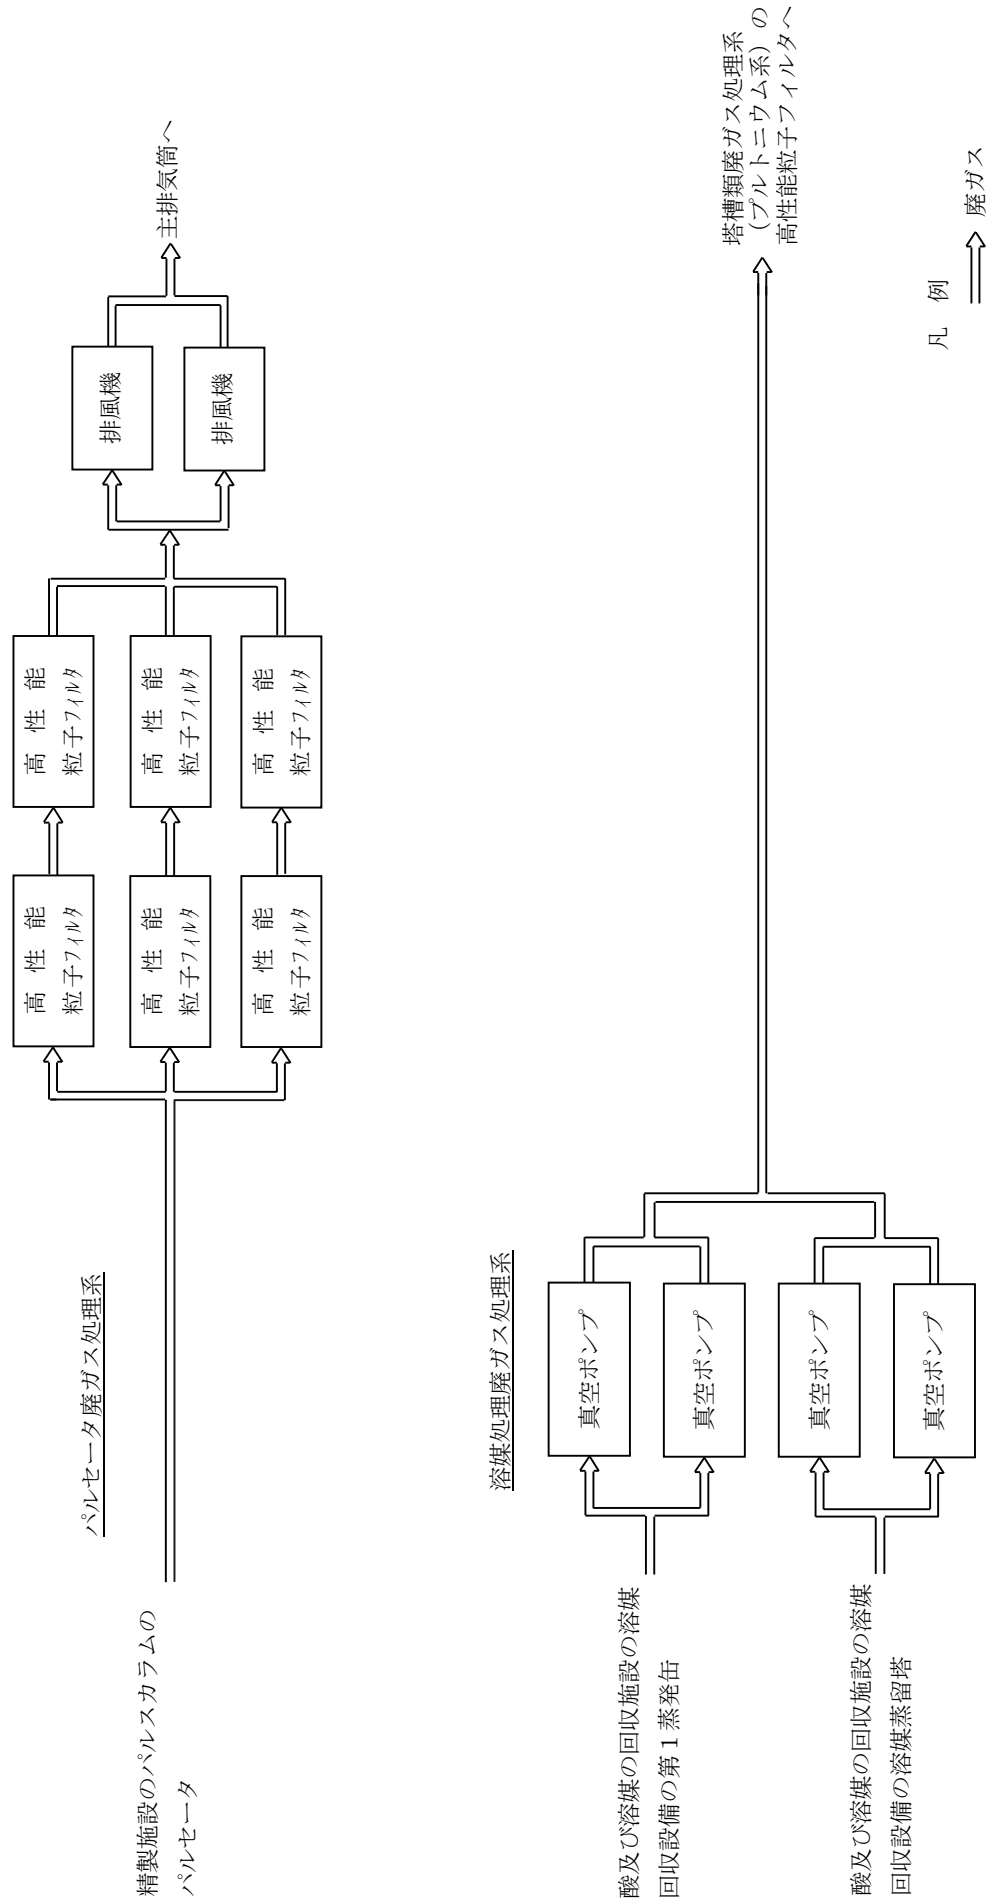 パルセータ廃ガス処理系
精製施設のパルスカラムの
パルセータ
高性能
粒子フィルタ
高性能
粒子フィルタ
高性能
粒子フィルタ
高性能
粒子フィルタ
高性能
粒子フィルタ
高性能
粒子フィルタ
排風機
排風機
主排気筒へ
溶媒処理廃ガス処理系
酸及び溶媒の回収施設の溶媒
回収設備の第1蒸発缶
酸及び溶媒の回収施設の溶媒
回収設備の溶媒蒸留塔
真空ポンプ
真空ポンプ
真空ポンプ
真空ポンプ
塔槽類廃ガス処理系
(プルトニウム系)の
高性能粒子フィルタへ
凡例
廃ガス